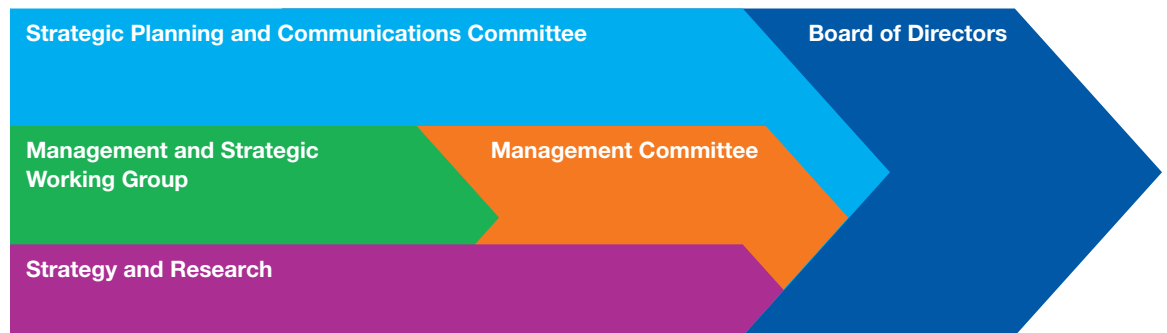 Strategic Planning and Communications Committee
Board of Directors
Management and Strategic
Working Group
Management Committee
Strategy and Research